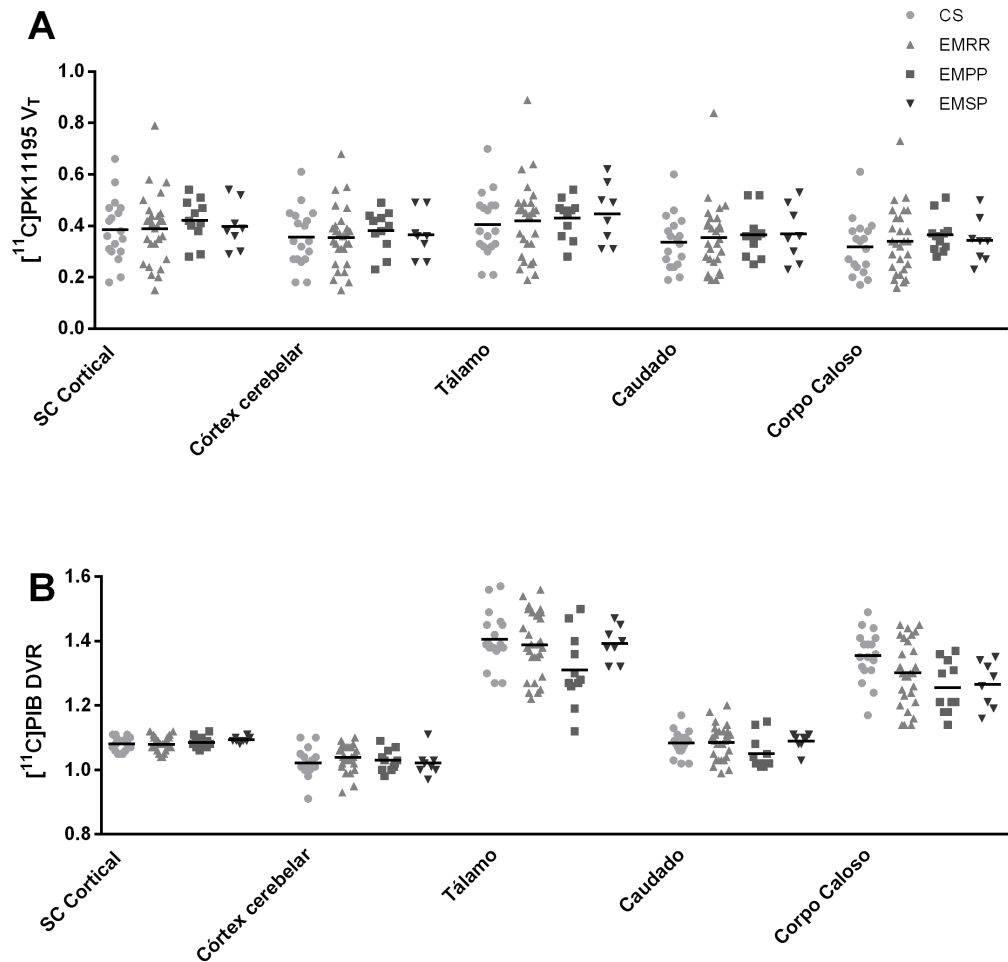 A
CS
EMRR
EMPP
EMSP
[¹¹C]PK11195 V_T
1.0
0.8
0.6
0.4
0.2
0.0
SC Cortical
Córtex cerebelar
Tálamo
Caudado
Corpo Caloso
B
[¹¹C]PIB DVR
1.6
1.4
1.2
1.0
0.8
SC Cortical
Córtex cerebelar
Tálamo
Caudado
Corpo Caloso